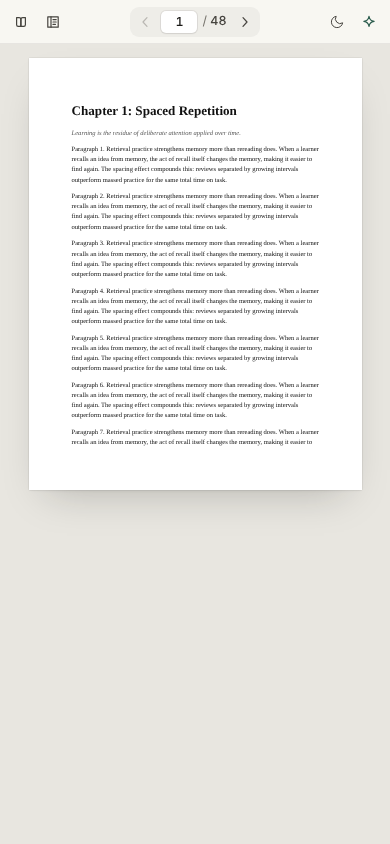 1 / 48
Chapter 1: Spaced Repetition
Learning is the residue of deliberate attention applied over time.
Paragraph 1. Retrieval practice strengthens memory more than rereading does. When a learner
recalls an idea from memory, the act of recall itself changes the memory, making it easier to
find again. The spacing effect compounds this: reviews separated by growing intervals
outperform massed practice for the same total time on task.
Paragraph 2. Retrieval practice strengthens memory more than rereading does. When a learner
recalls an idea from memory, the act of recall itself changes the memory, making it easier to
find again. The spacing effect compounds this: reviews separated by growing intervals
outperform massed practice for the same total time on task.
Paragraph 3. Retrieval practice strengthens memory more than rereading does. When a learner
recalls an idea from memory, the act of recall itself changes the memory, making it easier to
find again. The spacing effect compounds this: reviews separated by growing intervals
outperform massed practice for the same total time on task.
Paragraph 4. Retrieval practice strengthens memory more than rereading does. When a learner
recalls an idea from memory, the act of recall itself changes the memory, making it easier to
find again. The spacing effect compounds this: reviews separated by growing intervals
outperform massed practice for the same total time on task.
Paragraph 5. Retrieval practice strengthens memory more than rereading does. When a learner
recalls an idea from memory, the act of recall itself changes the memory, making it easier to
find again. The spacing effect compounds this: reviews separated by growing intervals
outperform massed practice for the same total time on task.
Paragraph 6. Retrieval practice strengthens memory more than rereading does. When a learner
recalls an idea from memory, the act of recall itself changes the memory, making it easier to
find again. The spacing effect compounds this: reviews separated by growing intervals
outperform massed practice for the same total time on task.
Paragraph 7. Retrieval practice strengthens memory more than rereading does. When a learner
recalls an idea from memory, the act of recall itself changes the memory, making it easier to